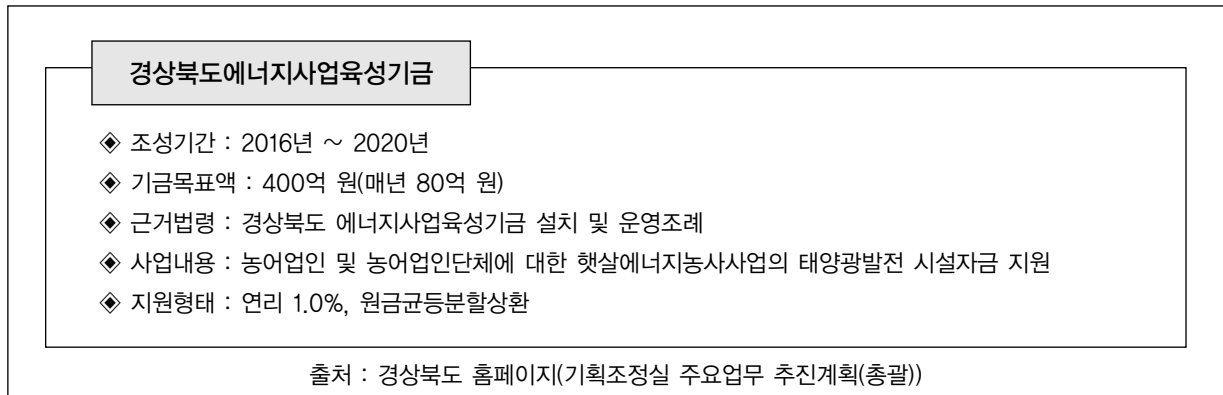 경상북도에너지사업육성기금
◈ 조성기간 : 2016년 ~ 2020년
◈ 기금목표액 : 400억 원(매년 80억 원)
◈ 근거법령 : 경상북도 에너지사업육성기금 설치 및 운영조례
◈ 사업내용 : 농어업인 및 농어업인단체에 대한 햇살에너지농사사업의 태양광발전 시설자금 지원
◈ 지원형태 : 연리 1.0%, 원금균등분할상환
출처 : 경상북도 홈페이지(기획조정실 주요업무 추진계획(총괄))